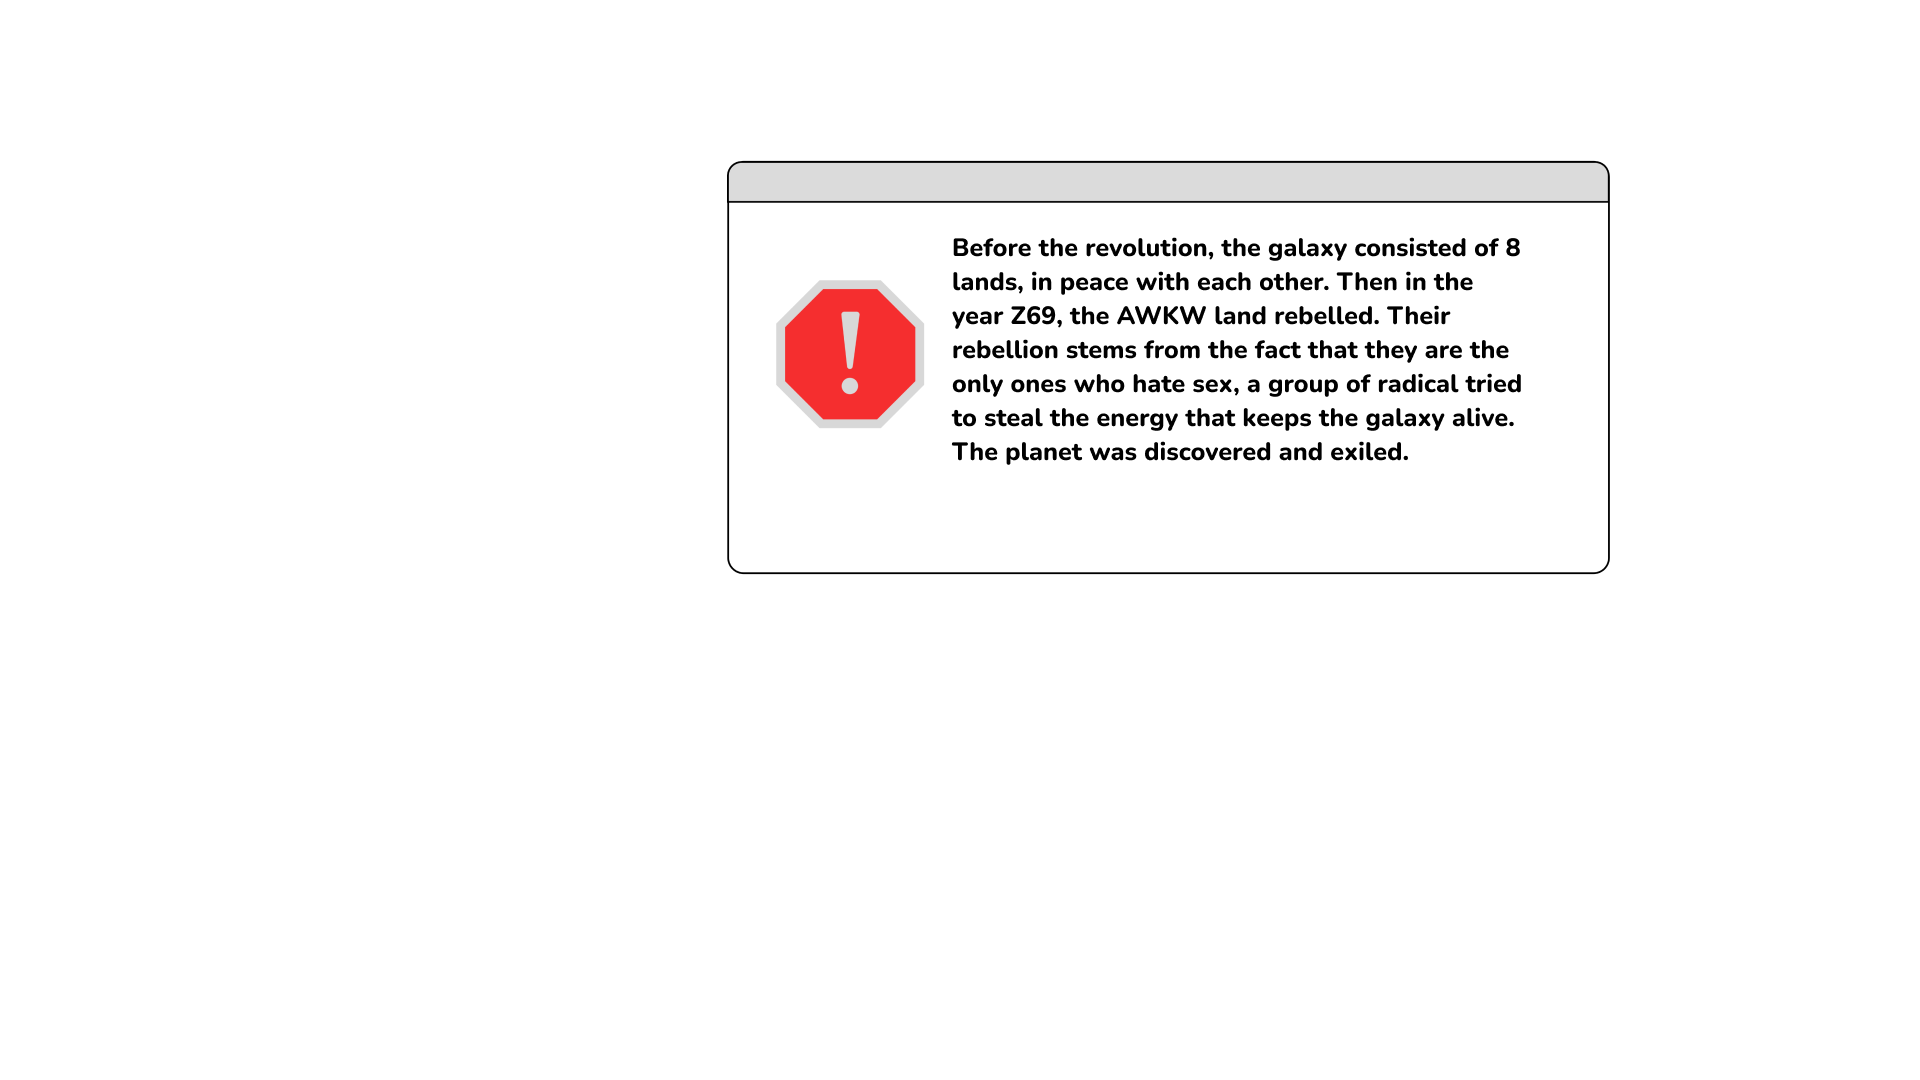 Before the revolution, the galaxy consisted of 8
lands, in peace with each other. Then in the
year Z69, the AWKW land rebelled. Their
rebellion stems from the fact that they are the
only ones who hate sex, a group of radical tried
to steal the energy that keeps the galaxy alive.
The planet was discovered and exiled.